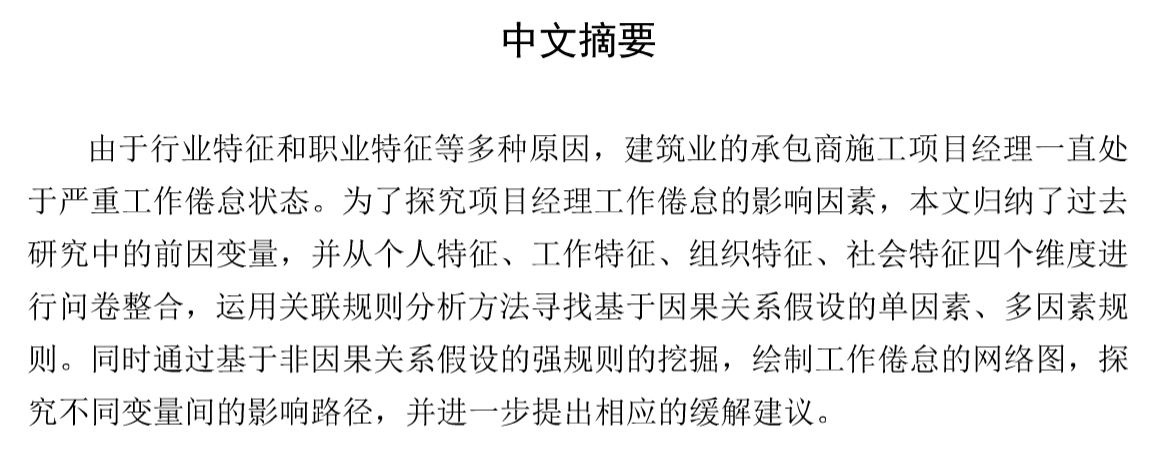 中文摘要
由于行业特征和职业特征等多种原因，建筑业的承包商施工项目经理一直处
于严重工作倦怠状态。为了探究项目经理工作倦怠的影响因素，本文归纳了过去
研究中的前因变量，并从个人特征、工作特征、组织特征、社会特征四个维度进
行问卷整合，运用关联规则分析方法寻找基于因果关系假设的单因素、多因素规
则。同时通过基于非因果关系假设的强规则的挖掘，绘制工作倦怠的网络图，探
究不同变量间的影响路径，并进一步提出相应的缓解建议。